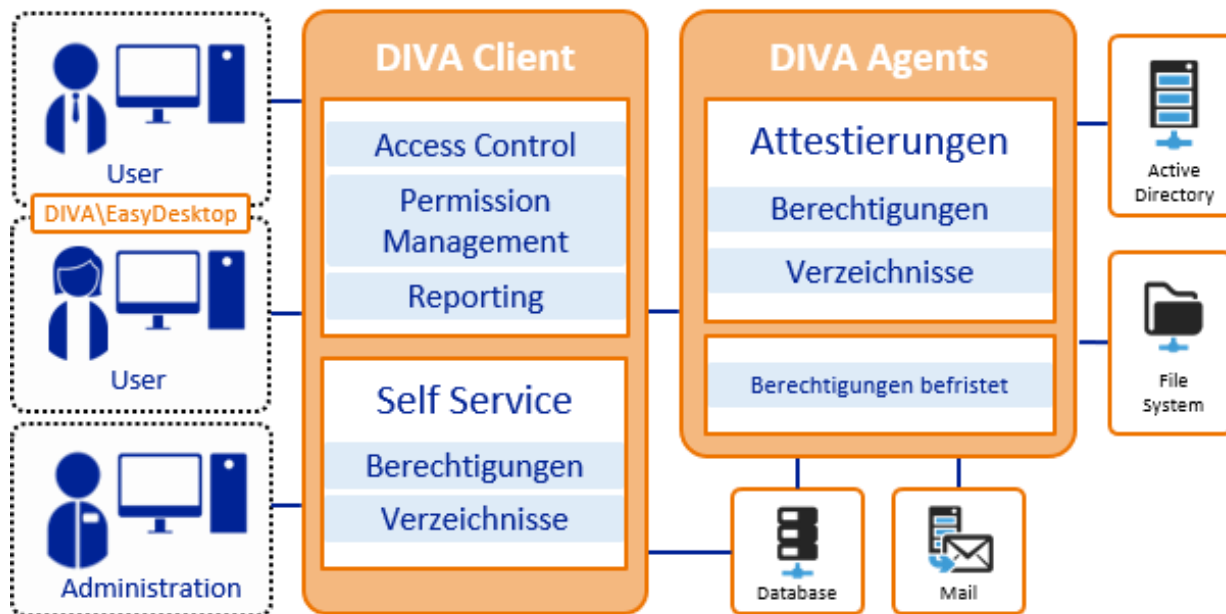 User
DIVA\EasyDesktop
User
Administration
DIVA Client
Access Control
Permission
Management
Reporting
Self Service
Berechtigungen
Verzeichnisse
DIVA Agents
Attestierungen
Berechtigungen
Verzeichnisse
Berechtigungen befristet
Active
Directory
File
System
Database
Mail